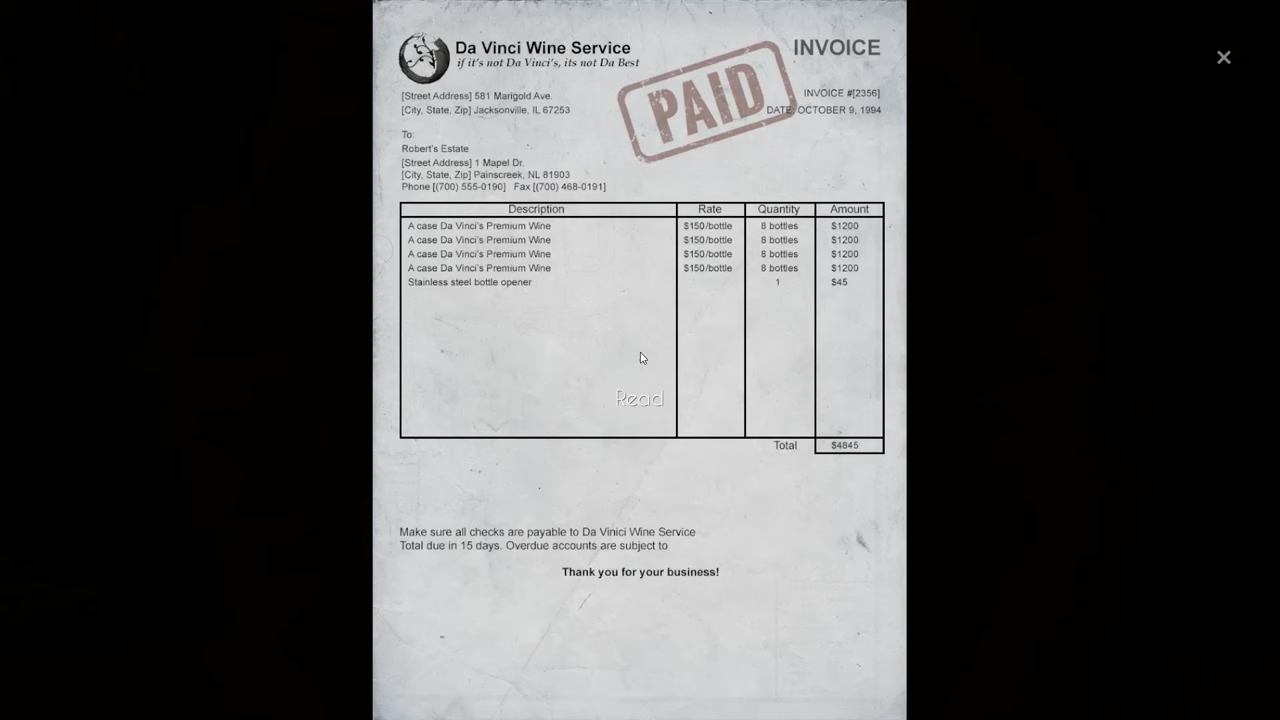 Da Vinci Wine Service
if it's not Da Vinci's, its not Da Best
INVOICE
PAID
[Street Address] 581 Marigold Ave.
[City, State, Zip] Jacksonville, IL 67253
INVOICE #[2356]
DATE: OCTOBER 9, 1994
To:
Robert's Estate
[Street Address] 1 Mapel Dr.
[City, State, Zip] Painscreek, NL 81903
Phone [(700) 555-0190] Fax [(700) 468-0191]
Description Rate Quantity Amount
A case Da Vinci's Premium Wine $150/bottle 8 bottles $1200
A case Da Vinci's Premium Wine $150/bottle 8 bottles $1200
A case Da Vinci's Premium Wine $150/bottle 8 bottles $1200
A case Da Vinci's Premium Wine $150/bottle 8 bottles $1200
Stainless steel bottle opener 1 $45
Read
Total $4845
Make sure all checks are payable to Da Vinici Wine Service
Total due in 15 days. Overdue accounts are subject to
Thank you for your business!